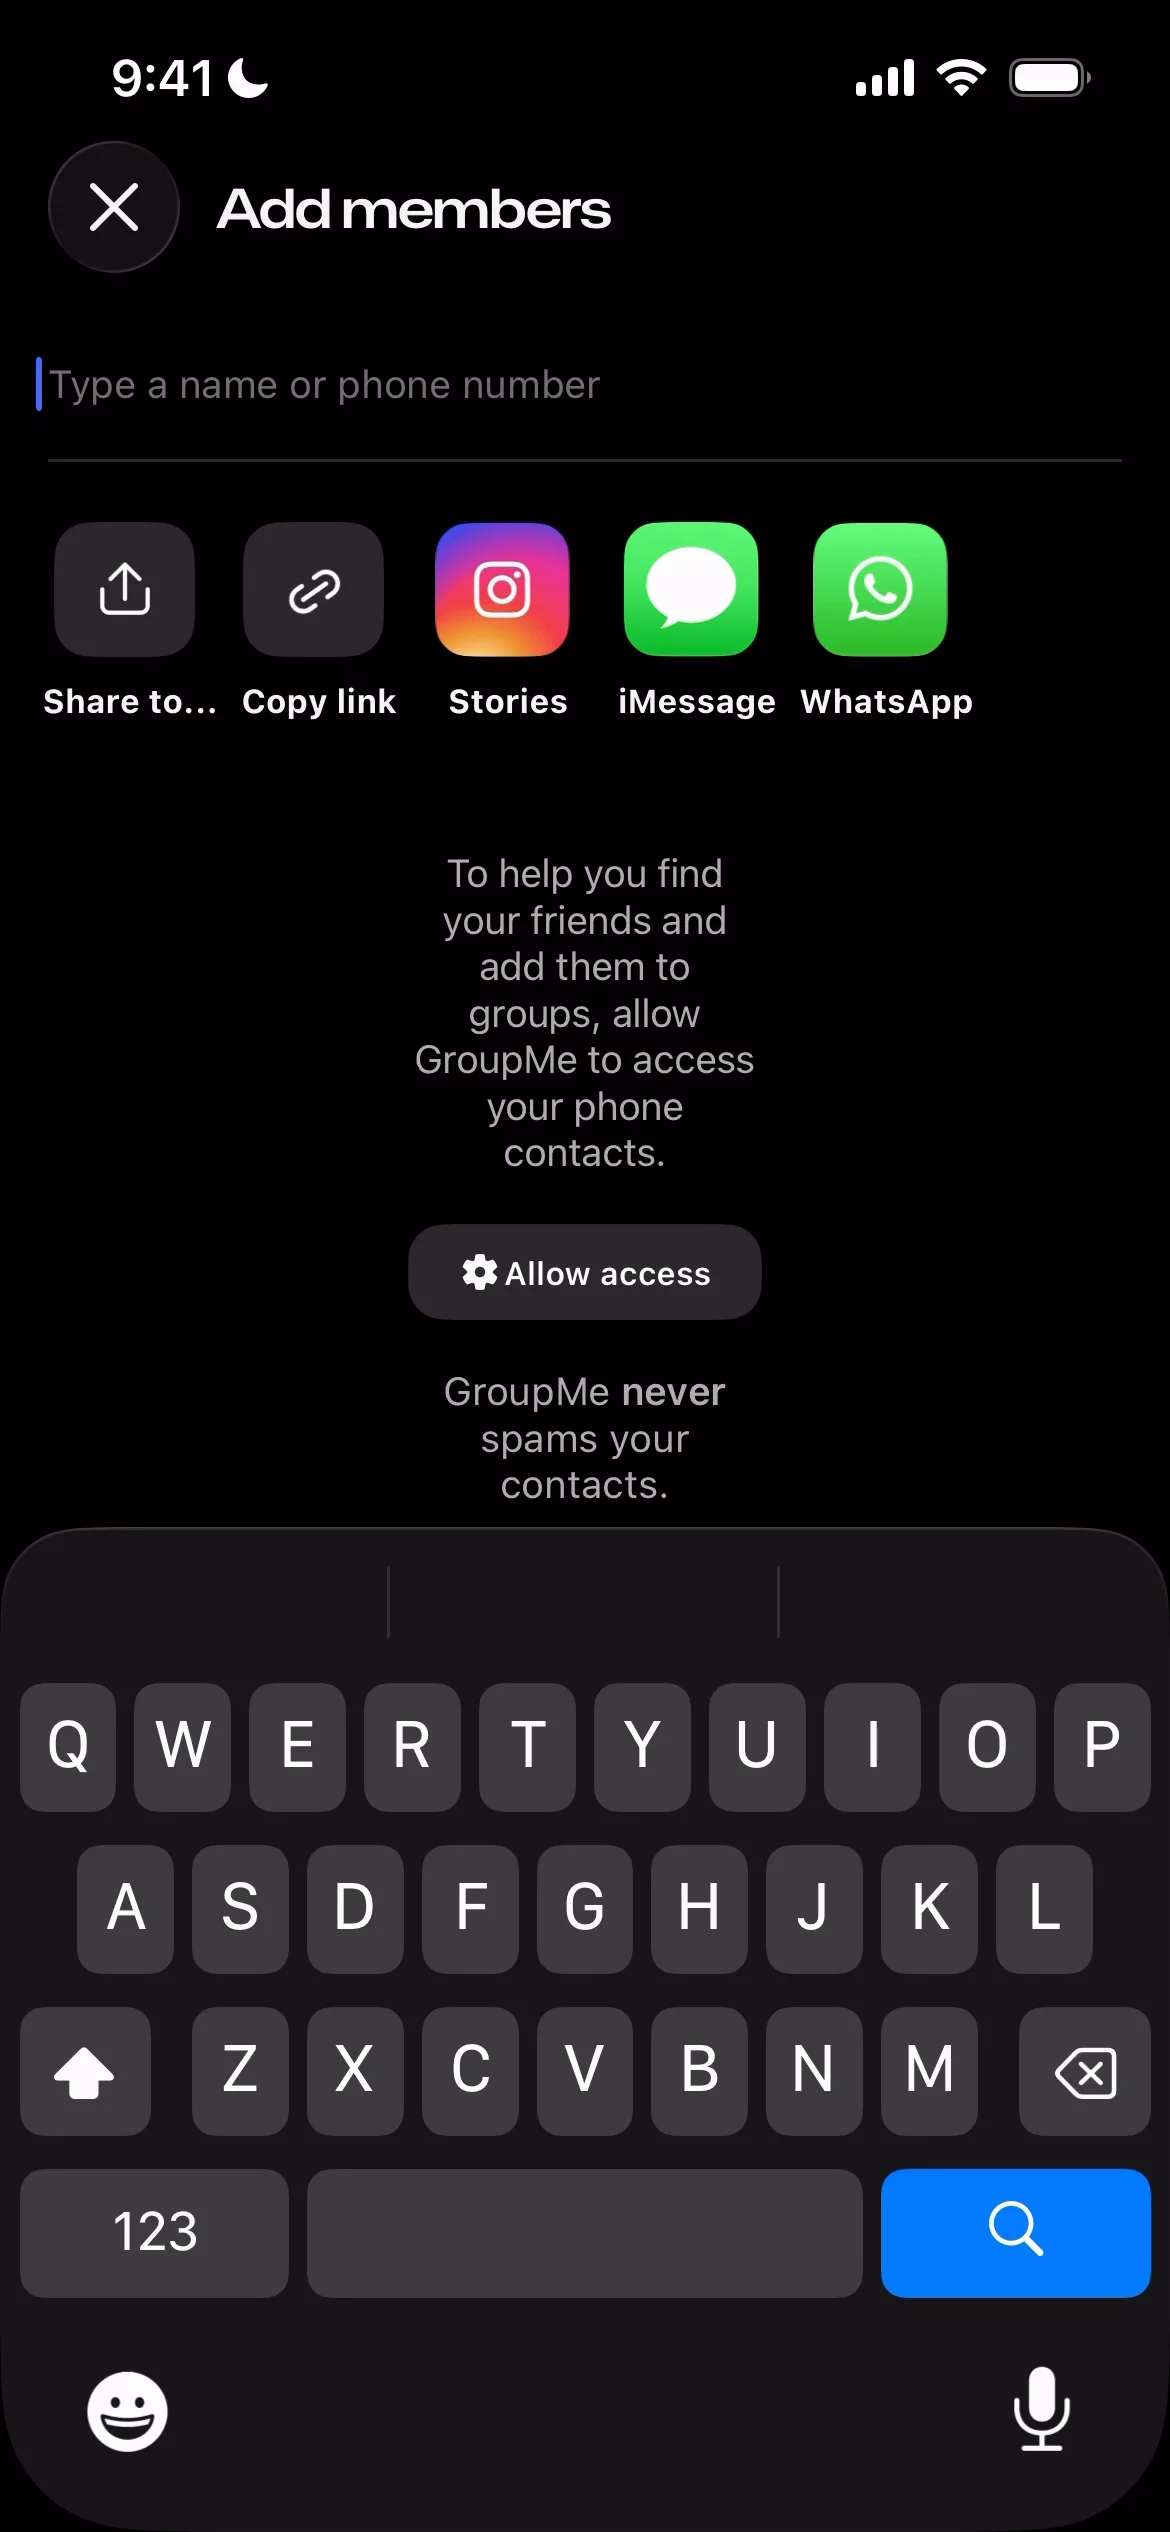 9:41
Add members
Type a name or phone number
Share to... Copy link Stories iMessage WhatsApp
To help you find
your friends and
add them to
groups, allow
GroupMe to access
your phone
contacts.
Allow access
GroupMe never
spams your
contacts.
Q W E R T Y U I O P
A S D F G H J K L
Z X C V B N M
123